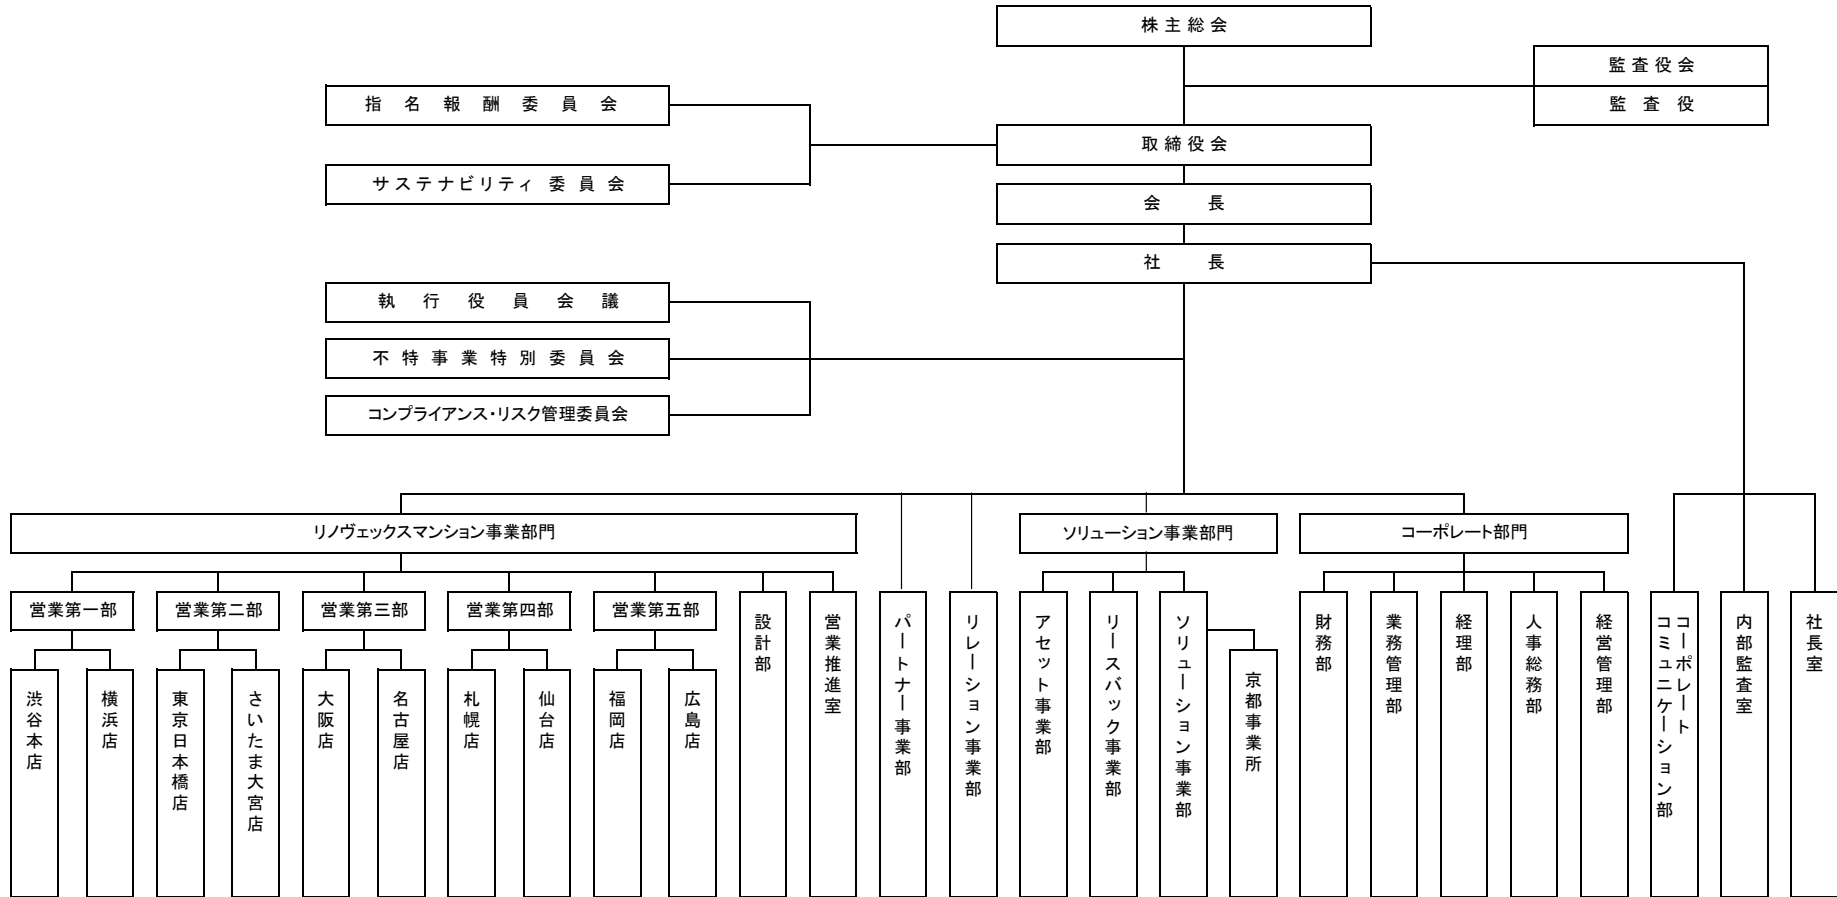 株主総会
監査役会
監査役
指名報酬委員会
取締役会
サステナビリティ委員会
会長
社長
執行役員会議
不特事業特別委員会
コンプライアンス・リスク管理委員会
リノヴェックスマンション事業部門
ソリューション事業部門
コーポレート部門
営業第一部
営業第二部
営業第三部
営業第四部
営業第五部
設計部
営業推進室
パートナー事業部
リレーション事業部
アセット事業部
リースバック事業部
ソリューション事業部
京都事業所
財務部
業務管理部
経理部
人事総務部
経営管理部
コーポレート
コミュニケーション部
内部監査室
社長室
渋谷本店
横浜店
東京日本橋店
さいたま大宮店
大阪店
名古屋店
札幌店
仙台店
福岡店
広島店